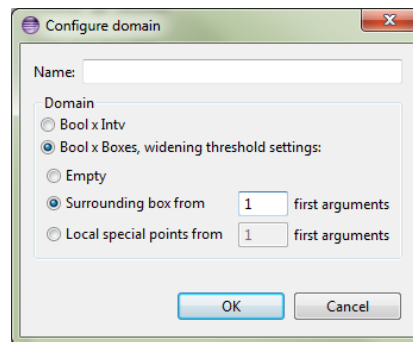 Configure domain
Name:
Domain
Bool x Intv
Bool x Boxes, widening threshold settings:
Empty
Surrounding box from 1 first arguments
Local special points from 1 first arguments
OK Cancel